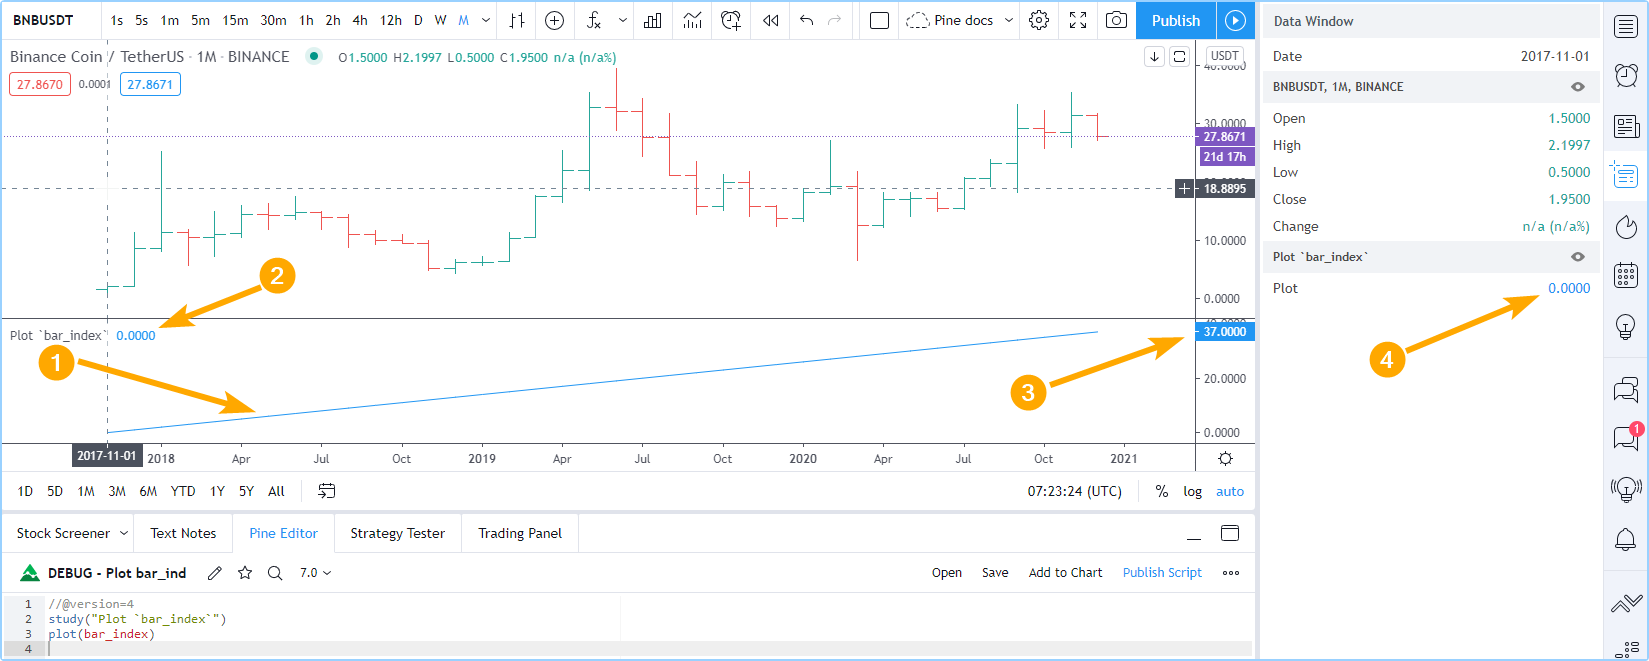 BNBUSDT 1s 5s 1m 5m 15m 30m 1h 2h 4h 12h D W M Pine docs Publish
Binance Coin / TetherUS · 1M · BINANCE O1.5000 H2.1997 L0.5000 C1.9500 n/a (n/a%)
27.8670 0.0001 27.8671
USDT
40.0000
30.0000
27.8671
21d 17h
18.8895
10.0000
0.0000
Plot `bar_index` 0.0000
37.0000
20.0000
0.0000
1
2
3
2017-11-01 2018 Apr Jul Oct 2019 Apr Jul Oct 2020 Apr Jul Oct 2021
1D 5D 1M 3M 6M YTD 1Y 5Y All 07:23:24 (UTC) % log auto
Stock Screener Text Notes Pine Editor Strategy Tester Trading Panel
DEBUG - Plot bar_ind 7.0 Open Save Add to Chart Publish Script
1 //@version=4
2 study("Plot `bar_index`")
3 plot(bar_index)
4
Data Window
Date 2017-11-01
BNBUSDT, 1M, BINANCE
Open 1.5000
High 2.1997
Low 0.5000
Close 1.9500
Change n/a (n/a%)
Plot `bar_index`
Plot 0.0000
4
1